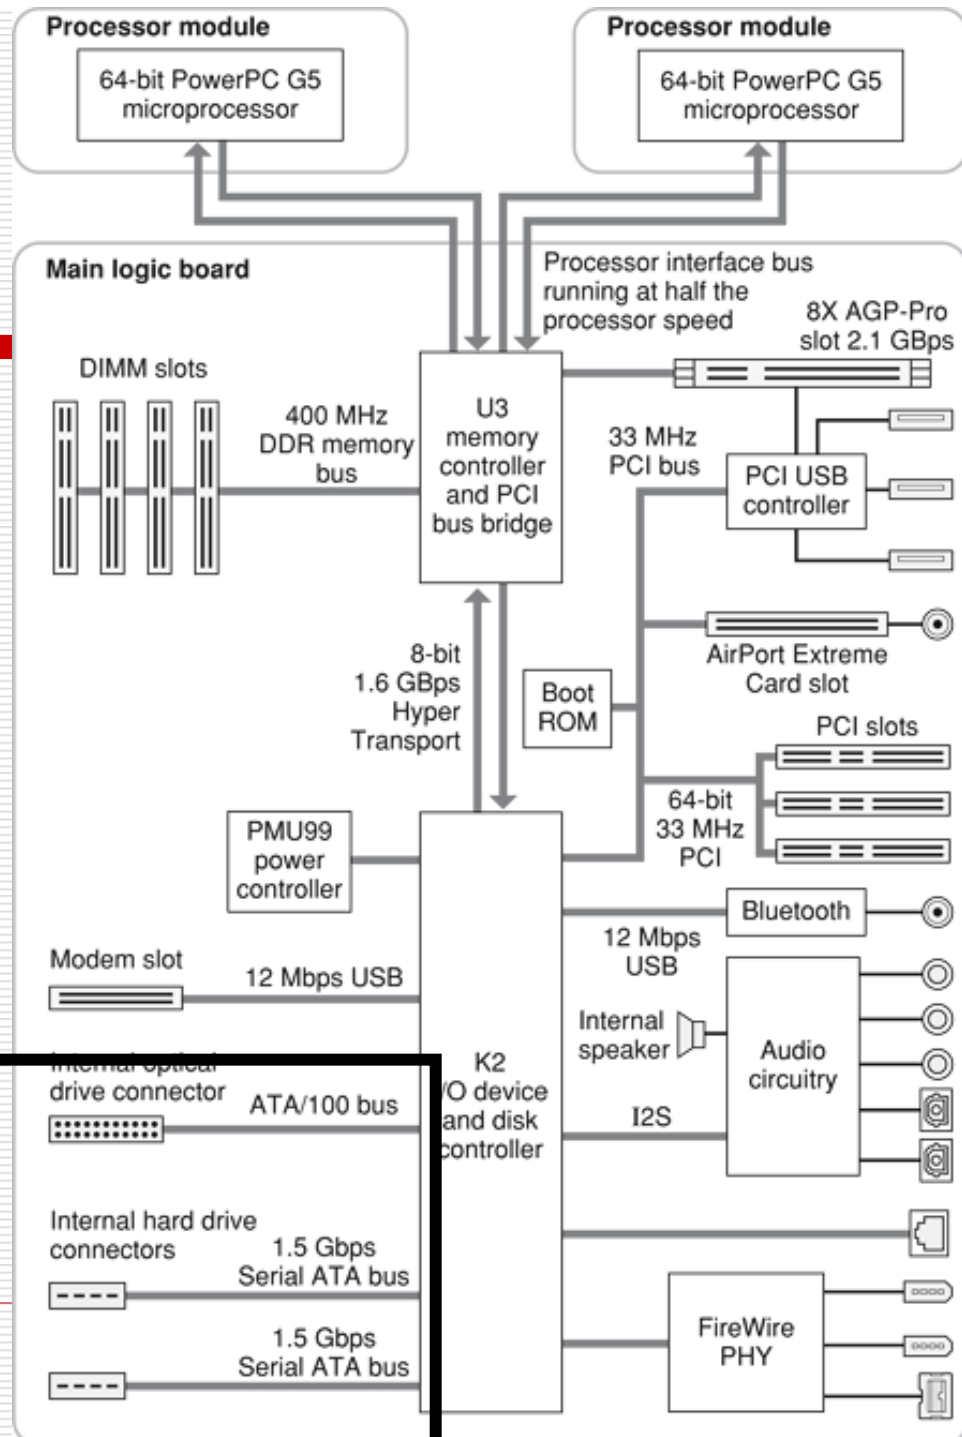 Processor module
64-bit PowerPC G5
microprocessor
Processor module
64-bit PowerPC G5
microprocessor
Main logic board
Processor interface bus
running at half the
processor speed
8X AGP-Pro
slot 2.1 GBps
DIMM slots
400 MHz
DDR memory
bus
U3
memory
controller
and PCI
bus bridge
33 MHz
PCI bus
PCI USB
controller
8-bit
1.6 GBps
Hyper
Transport
Boot
ROM
AirPort Extreme
Card slot
PCI slots
64-bit
33 MHz
PCI
PMU99
power
controller
Bluetooth
12 Mbps
USB
Modem slot
12 Mbps USB
Internal
speaker
Audio
circuitry
Internal optical
drive connector
ATA/100 bus
K2
I/O device
and disk
controller
I2S
Internal hard drive
connectors
1.5 Gbps
Serial ATA bus
1.5 Gbps
Serial ATA bus
FireWire
PHY